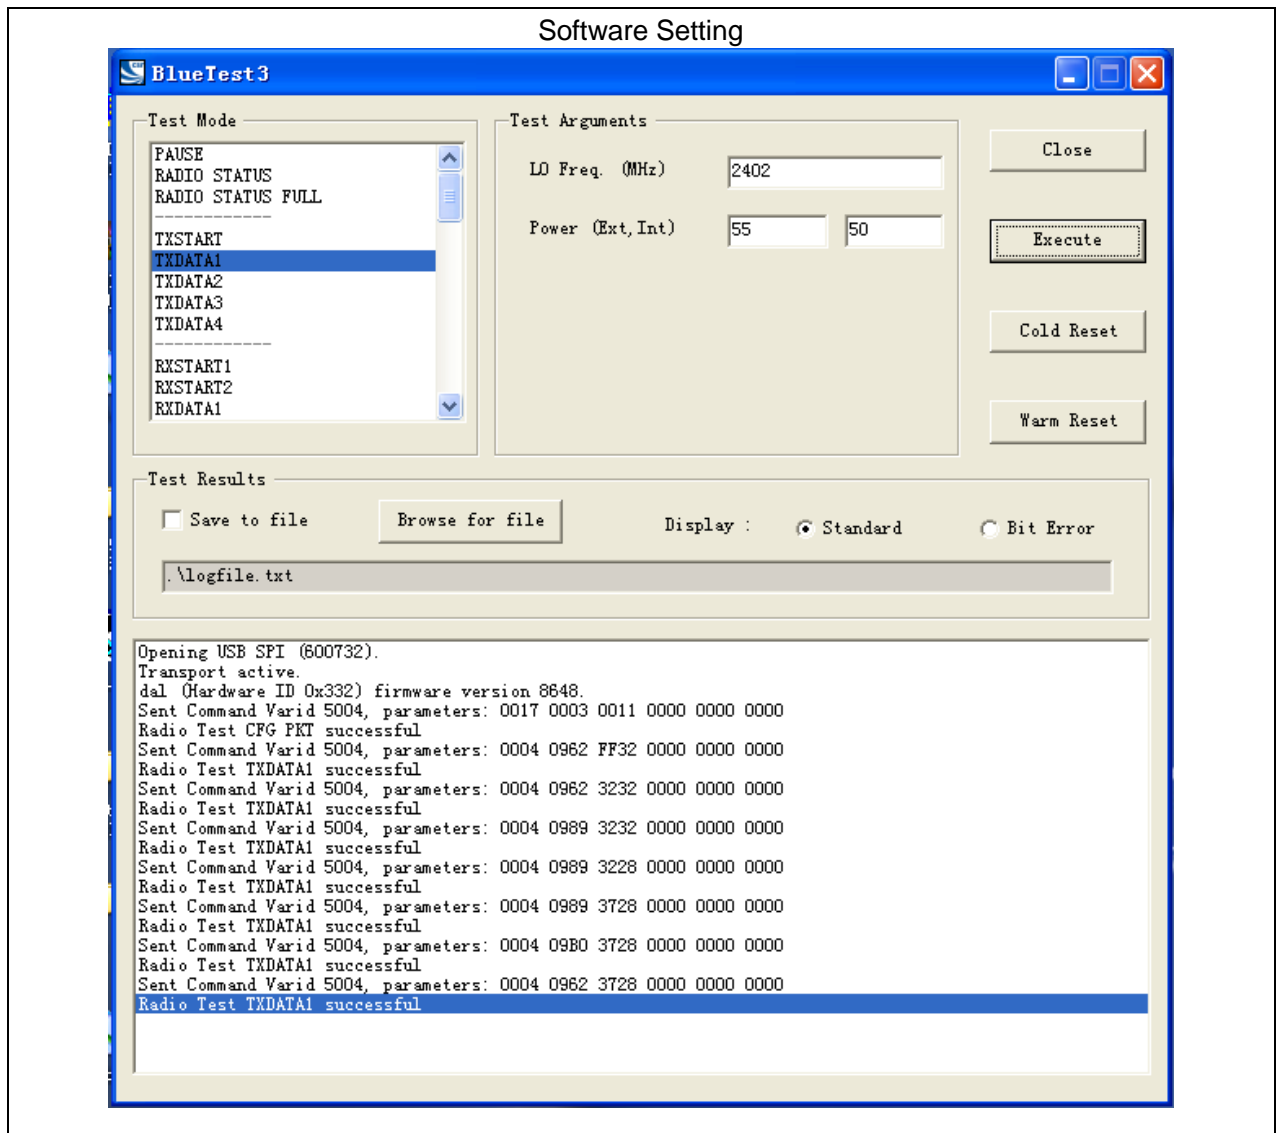 Software Setting
BlueTest3
Test Mode
PAUSE
RADIO STATUS
RADIO STATUS FULL
------------
TXSTART
TXDATA1
TXDATA2
TXDATA3
TXDATA4
------------
RXSTART1
RXSTART2
RXDATA1
Test Arguments
LO Freq. (MHz) 2402
Power (Ext,Int) 55 50
Close
Execute
Cold Reset
Warm Reset
Test Results
Save to file Browse for file Display : Standard Bit Error
.\logfile.txt
Opening USB SPI (600732).
Transport active.
dal (Hardware ID 0x332) firmware version 8648.
Sent Command Varid 5004, parameters: 0017 0003 0011 0000 0000 0000
Radio Test CFG PKT successful
Sent Command Varid 5004, parameters: 0004 0962 FF32 0000 0000 0000
Radio Test TXDATA1 successful
Sent Command Varid 5004, parameters: 0004 0962 3232 0000 0000 0000
Radio Test TXDATA1 successful
Sent Command Varid 5004, parameters: 0004 0989 3232 0000 0000 0000
Radio Test TXDATA1 successful
Sent Command Varid 5004, parameters: 0004 0989 3228 0000 0000 0000
Radio Test TXDATA1 successful
Sent Command Varid 5004, parameters: 0004 0989 3728 0000 0000 0000
Radio Test TXDATA1 successful
Sent Command Varid 5004, parameters: 0004 09B0 3728 0000 0000 0000
Radio Test TXDATA1 successful
Sent Command Varid 5004, parameters: 0004 0962 3728 0000 0000 0000
Radio Test TXDATA1 successful